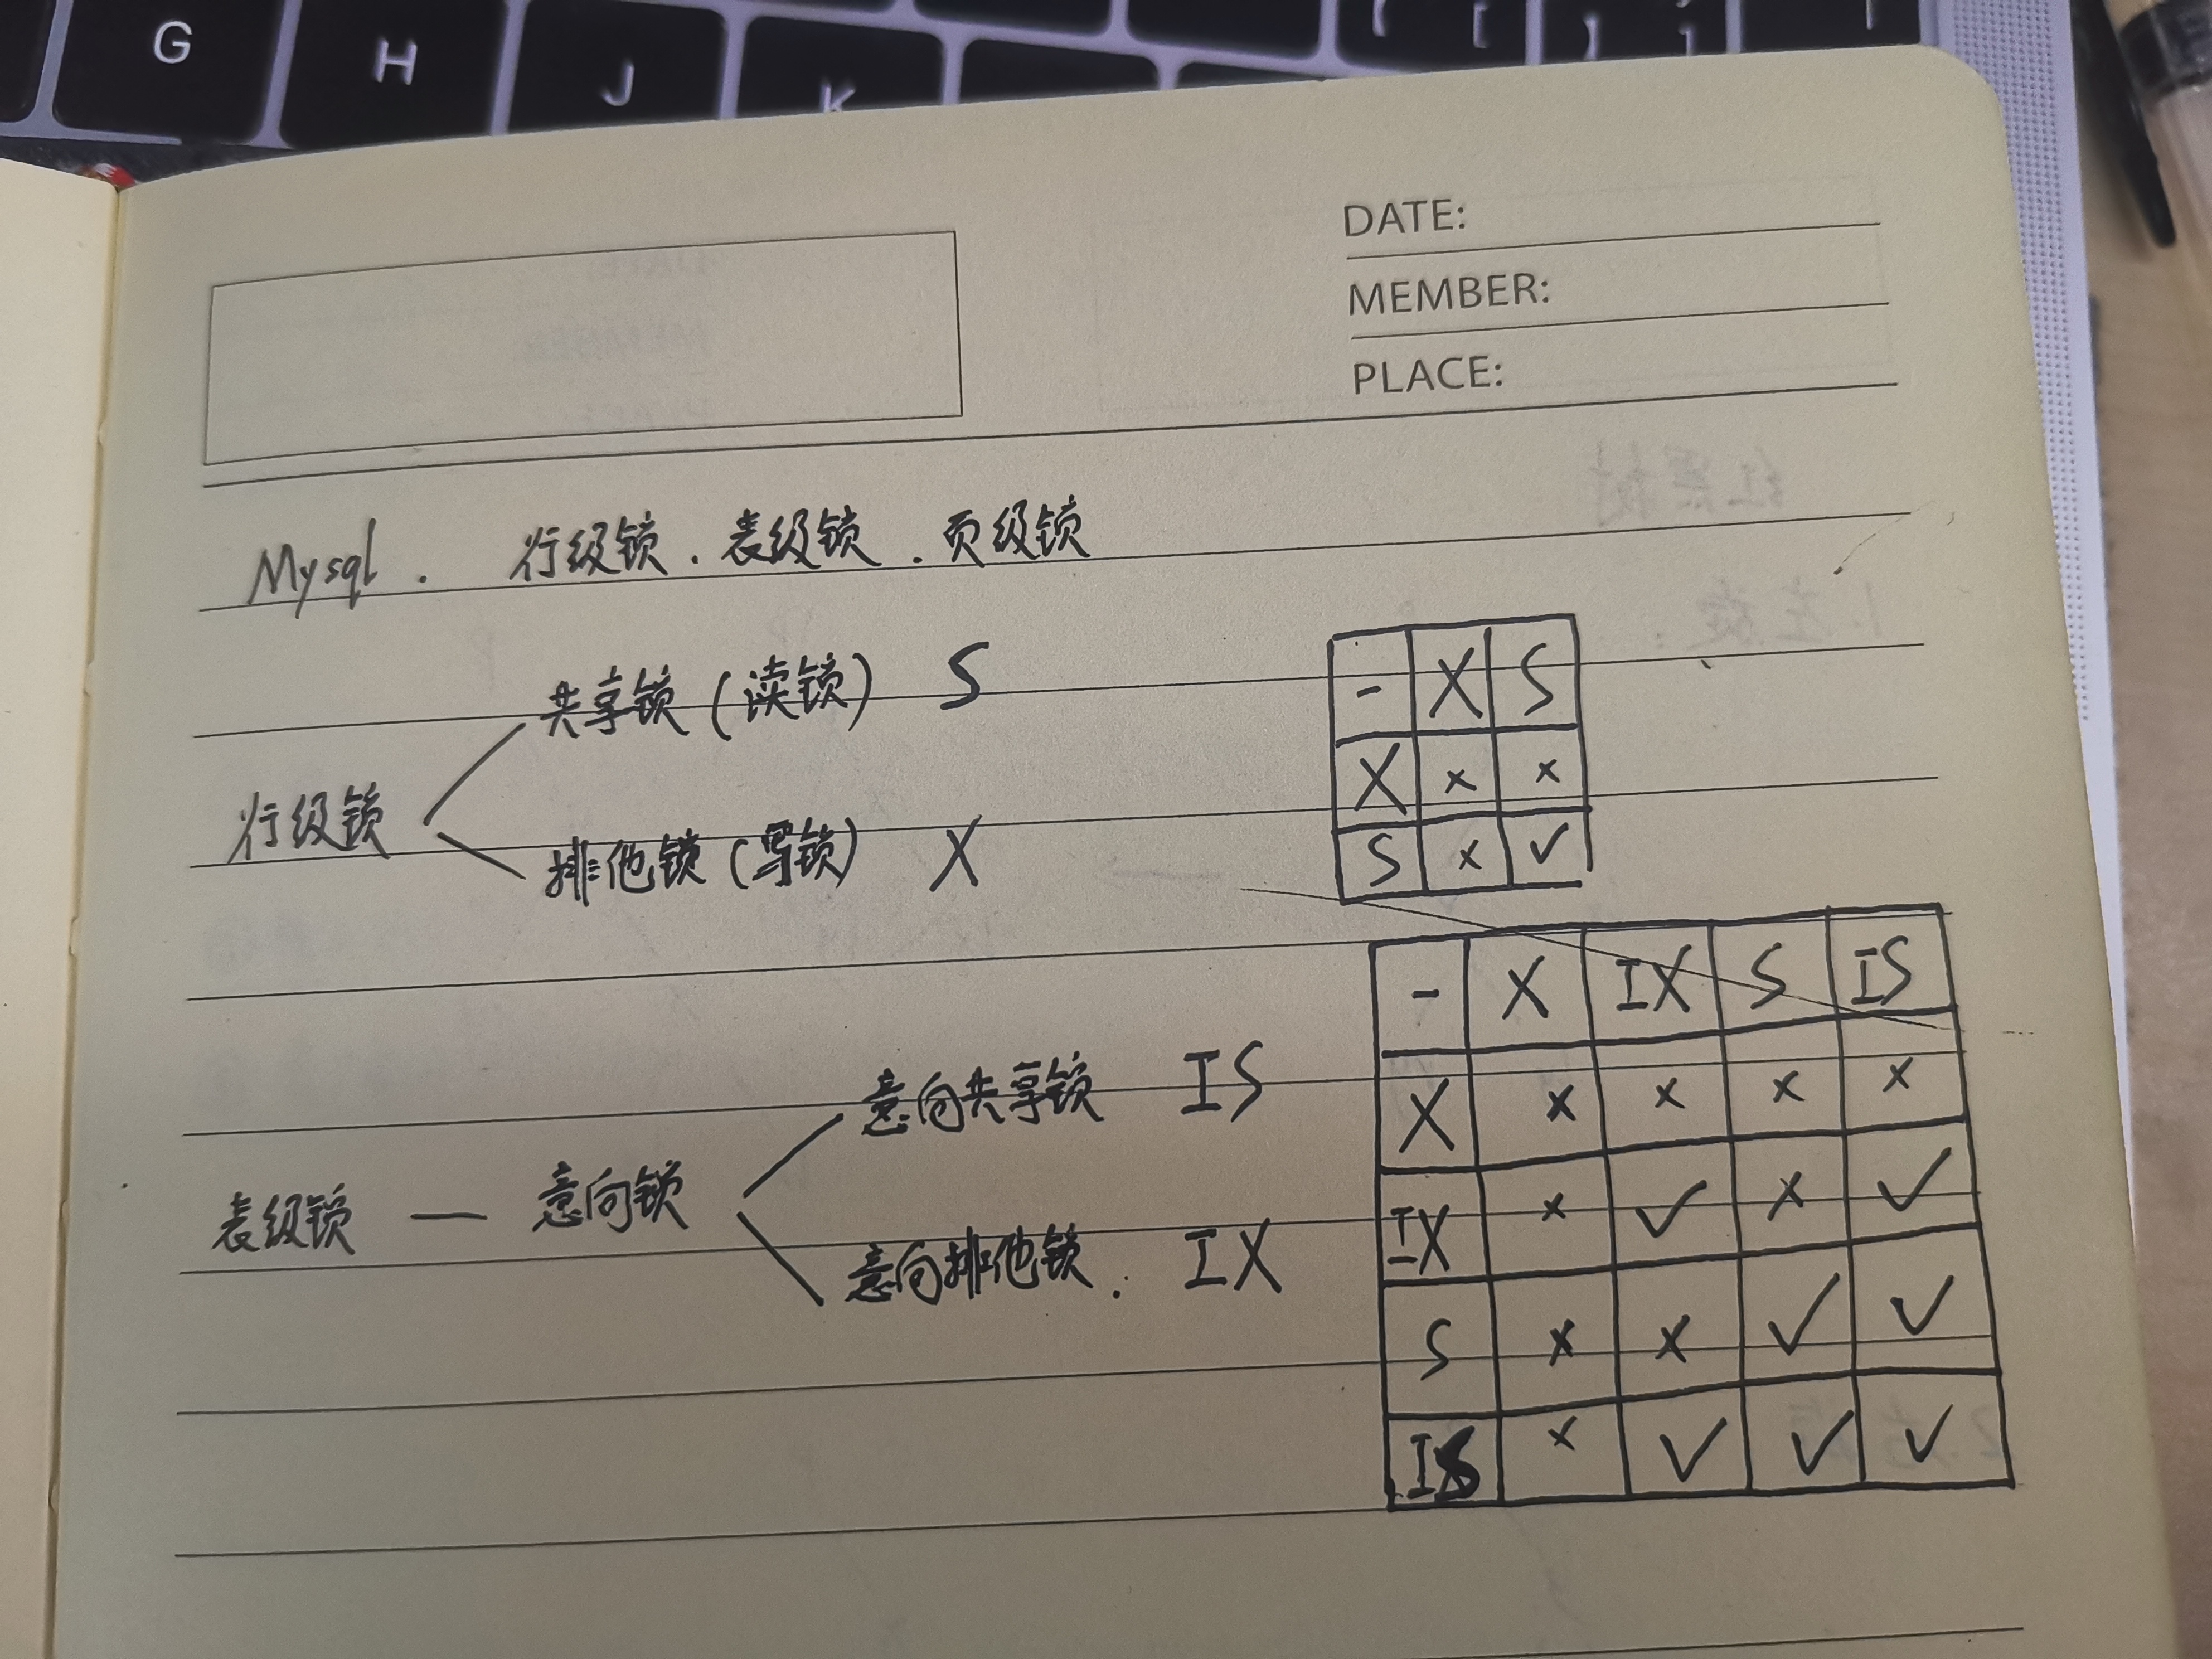 G H J K
DATE:
MEMBER:
PLACE:
Mysql . 行级锁 . 表级锁 . 页级锁
共享锁 (读锁) S
行级锁
排他锁 (写锁) X
- X S
X × ×
S × ✓
意向共享锁 IS
表级锁 — 意向锁
意向排他锁 . IX
- X IX S IS
X × × × ×
IX × ✓ × ✓
S × × ✓ ✓
IS × ✓ ✓ ✓